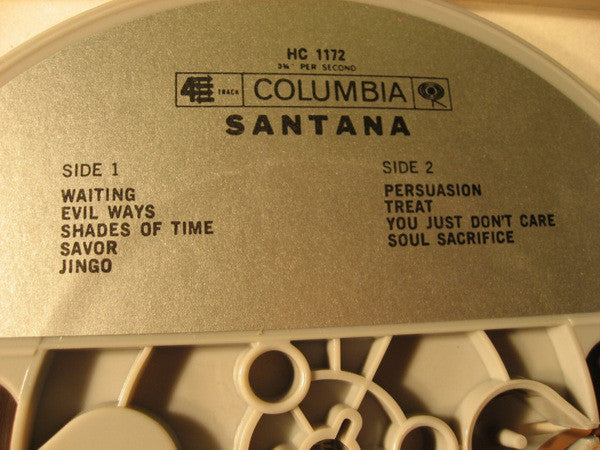 HC 1172
3¾" PER SECOND
4 TRACK COLUMBIA
SANTANA
SIDE 1
WAITING
EVIL WAYS
SHADES OF TIME
SAVOR
JINGO
SIDE 2
PERSUASION
TREAT
YOU JUST DON'T CARE
SOUL SACRIFICE